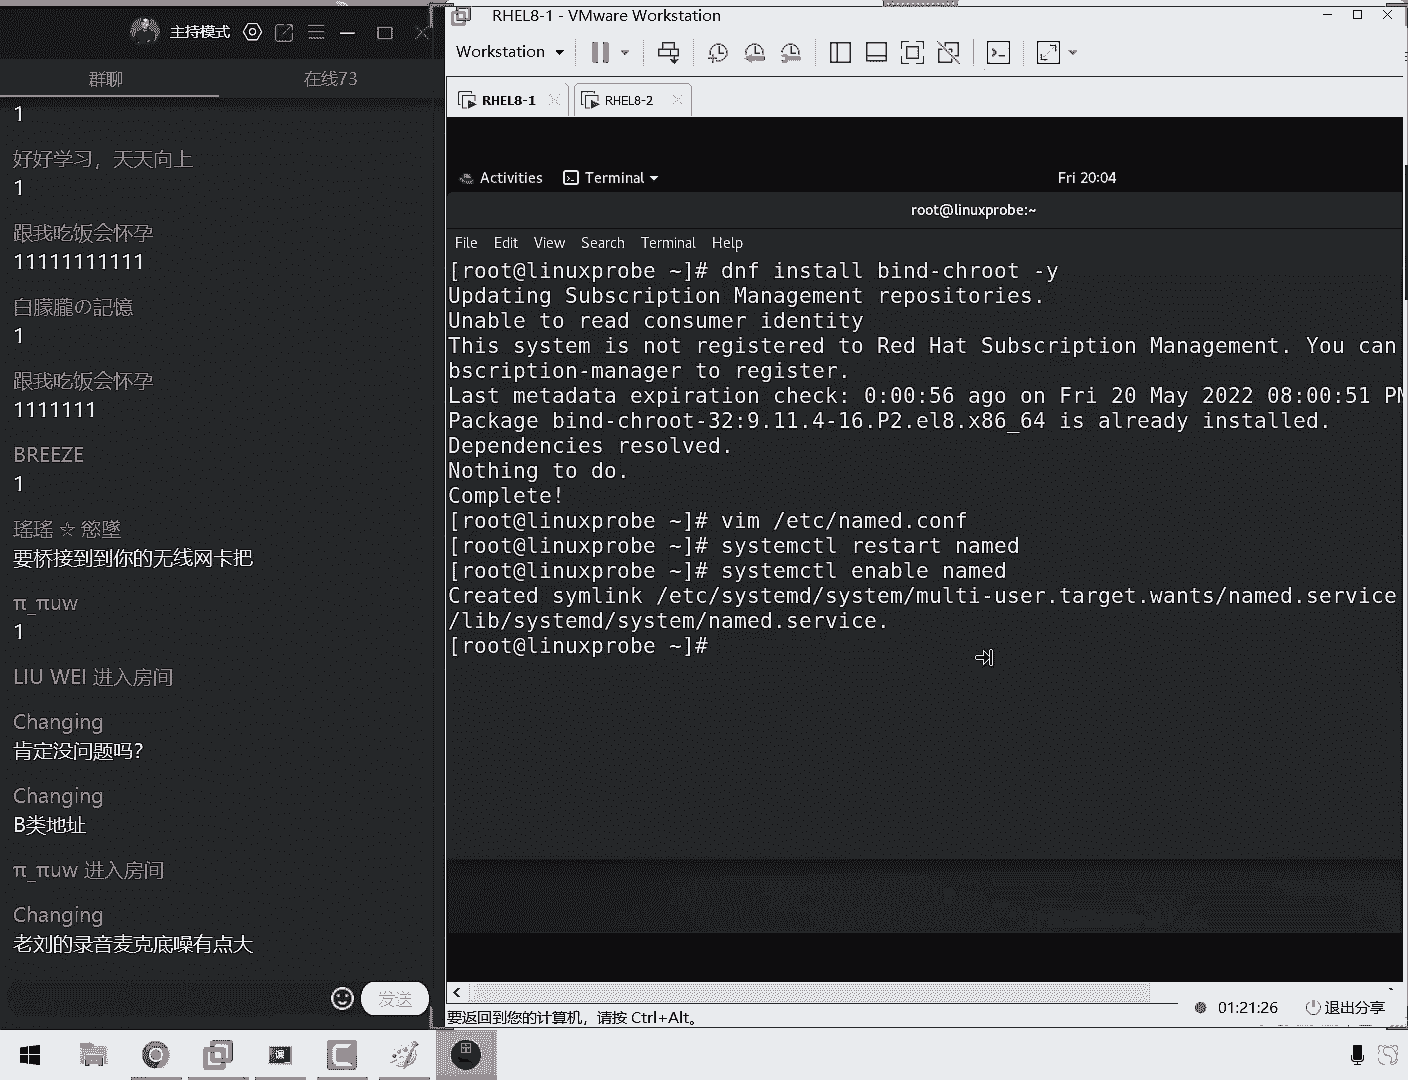 主持模式
群聊
在线73
1
好好学习，天天向上
1
跟我吃饭会怀孕
11111111111
白朦朧の記憶
1
跟我吃饭会怀孕
1111111
BREEZE
1
瑤瑤 ☆ 慾墜
要桥接到到你的无线网卡把
π_πuw
1
LIU WEI 进入房间
Changing
肯定没问题吗?
Changing
B类地址
π_πuw 进入房间
Changing
老刘的录音麦克底噪有点大
发送
RHEL8-1 - VMware Workstation
Workstation
RHEL8-1
RHEL8-2
Activities
Terminal
Fri 20:04
root@linuxprobe:~
File Edit View Search Terminal Help
[root@linuxprobe ~]# dnf install bind-chroot -y
Updating Subscription Management repositories.
Unable to read consumer identity
This system is not registered to Red Hat Subscription Management. You can
bscription-manager to register.
Last metadata expiration check: 0:00:56 ago on Fri 20 May 2022 08:00:51 PM
Package bind-chroot-32:9.11.4-16.P2.el8.x86_64 is already installed.
Dependencies resolved.
Nothing to do.
Complete!
[root@linuxprobe ~]# vim /etc/named.conf
[root@linuxprobe ~]# systemctl restart named
[root@linuxprobe ~]# systemctl enable named
Created symlink /etc/systemd/system/multi-user.target.wants/named.service
/lib/systemd/system/named.service.
[root@linuxprobe ~]#
01:21:26
退出分享
要返回到您的计算机，请按 Ctrl+Alt。